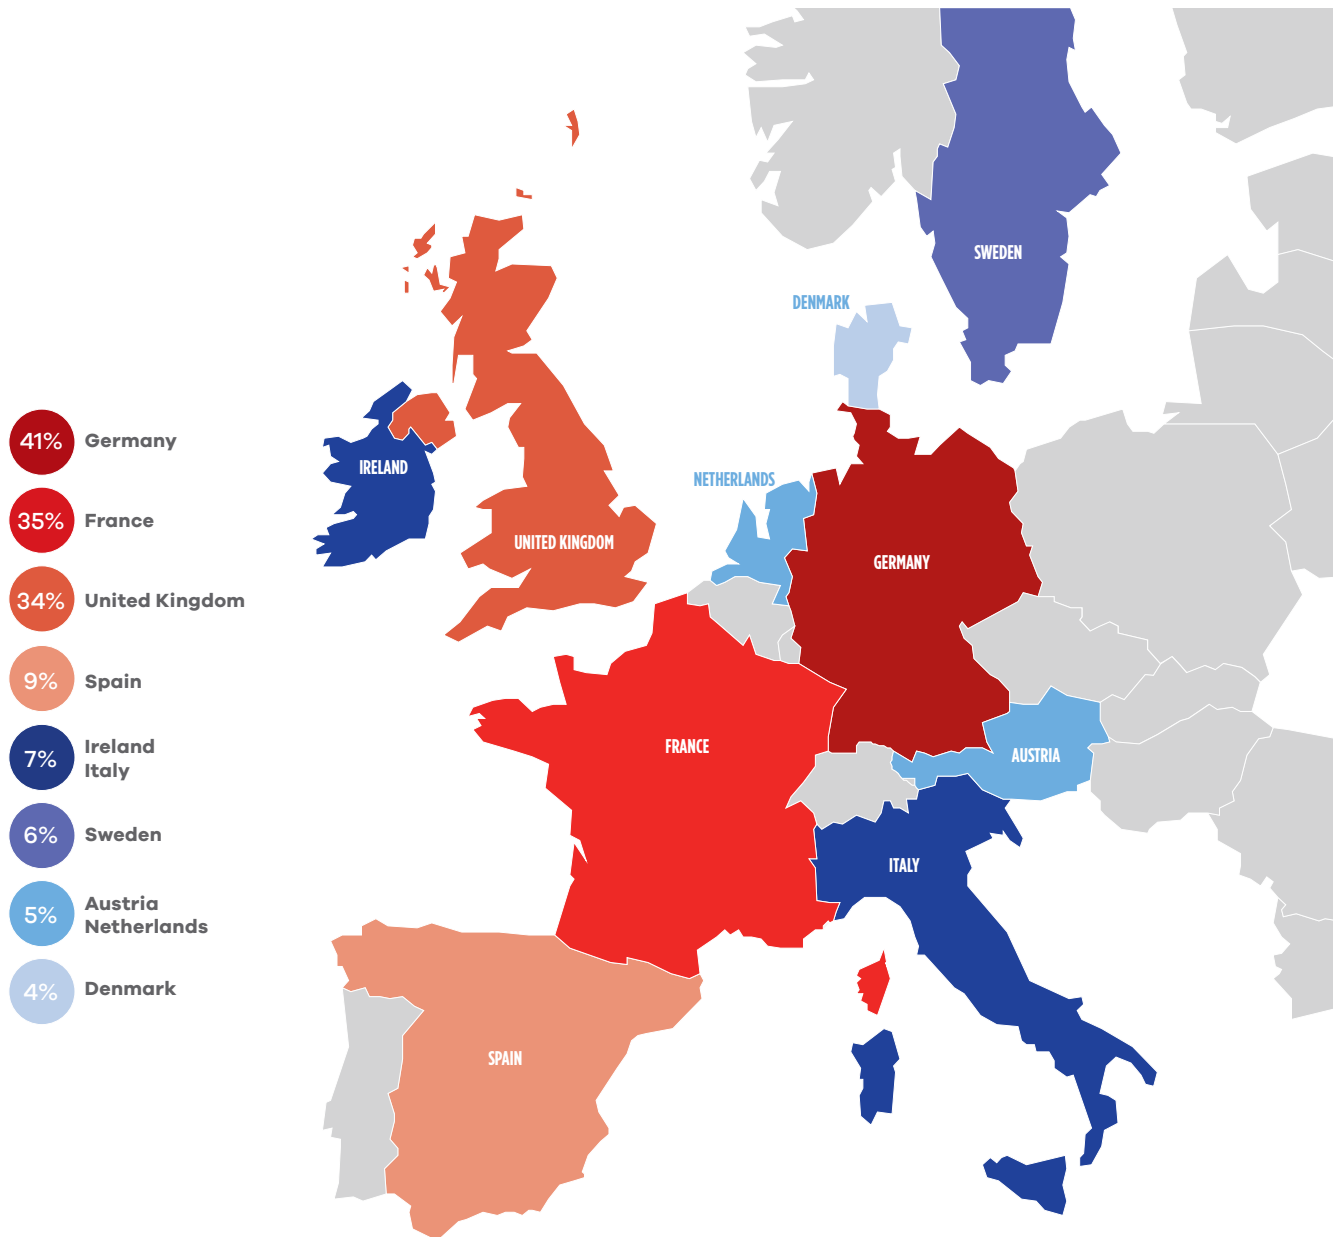 41% Germany
35% France
34% United Kingdom
9% Spain
7% Ireland
Italy
6% Sweden
5% Austria
Netherlands
4% Denmark
SWEDEN
DENMARK
IRELAND
NETHERLANDS
UNITED KINGDOM
GERMANY
FRANCE
AUSTRIA
ITALY
SPAIN